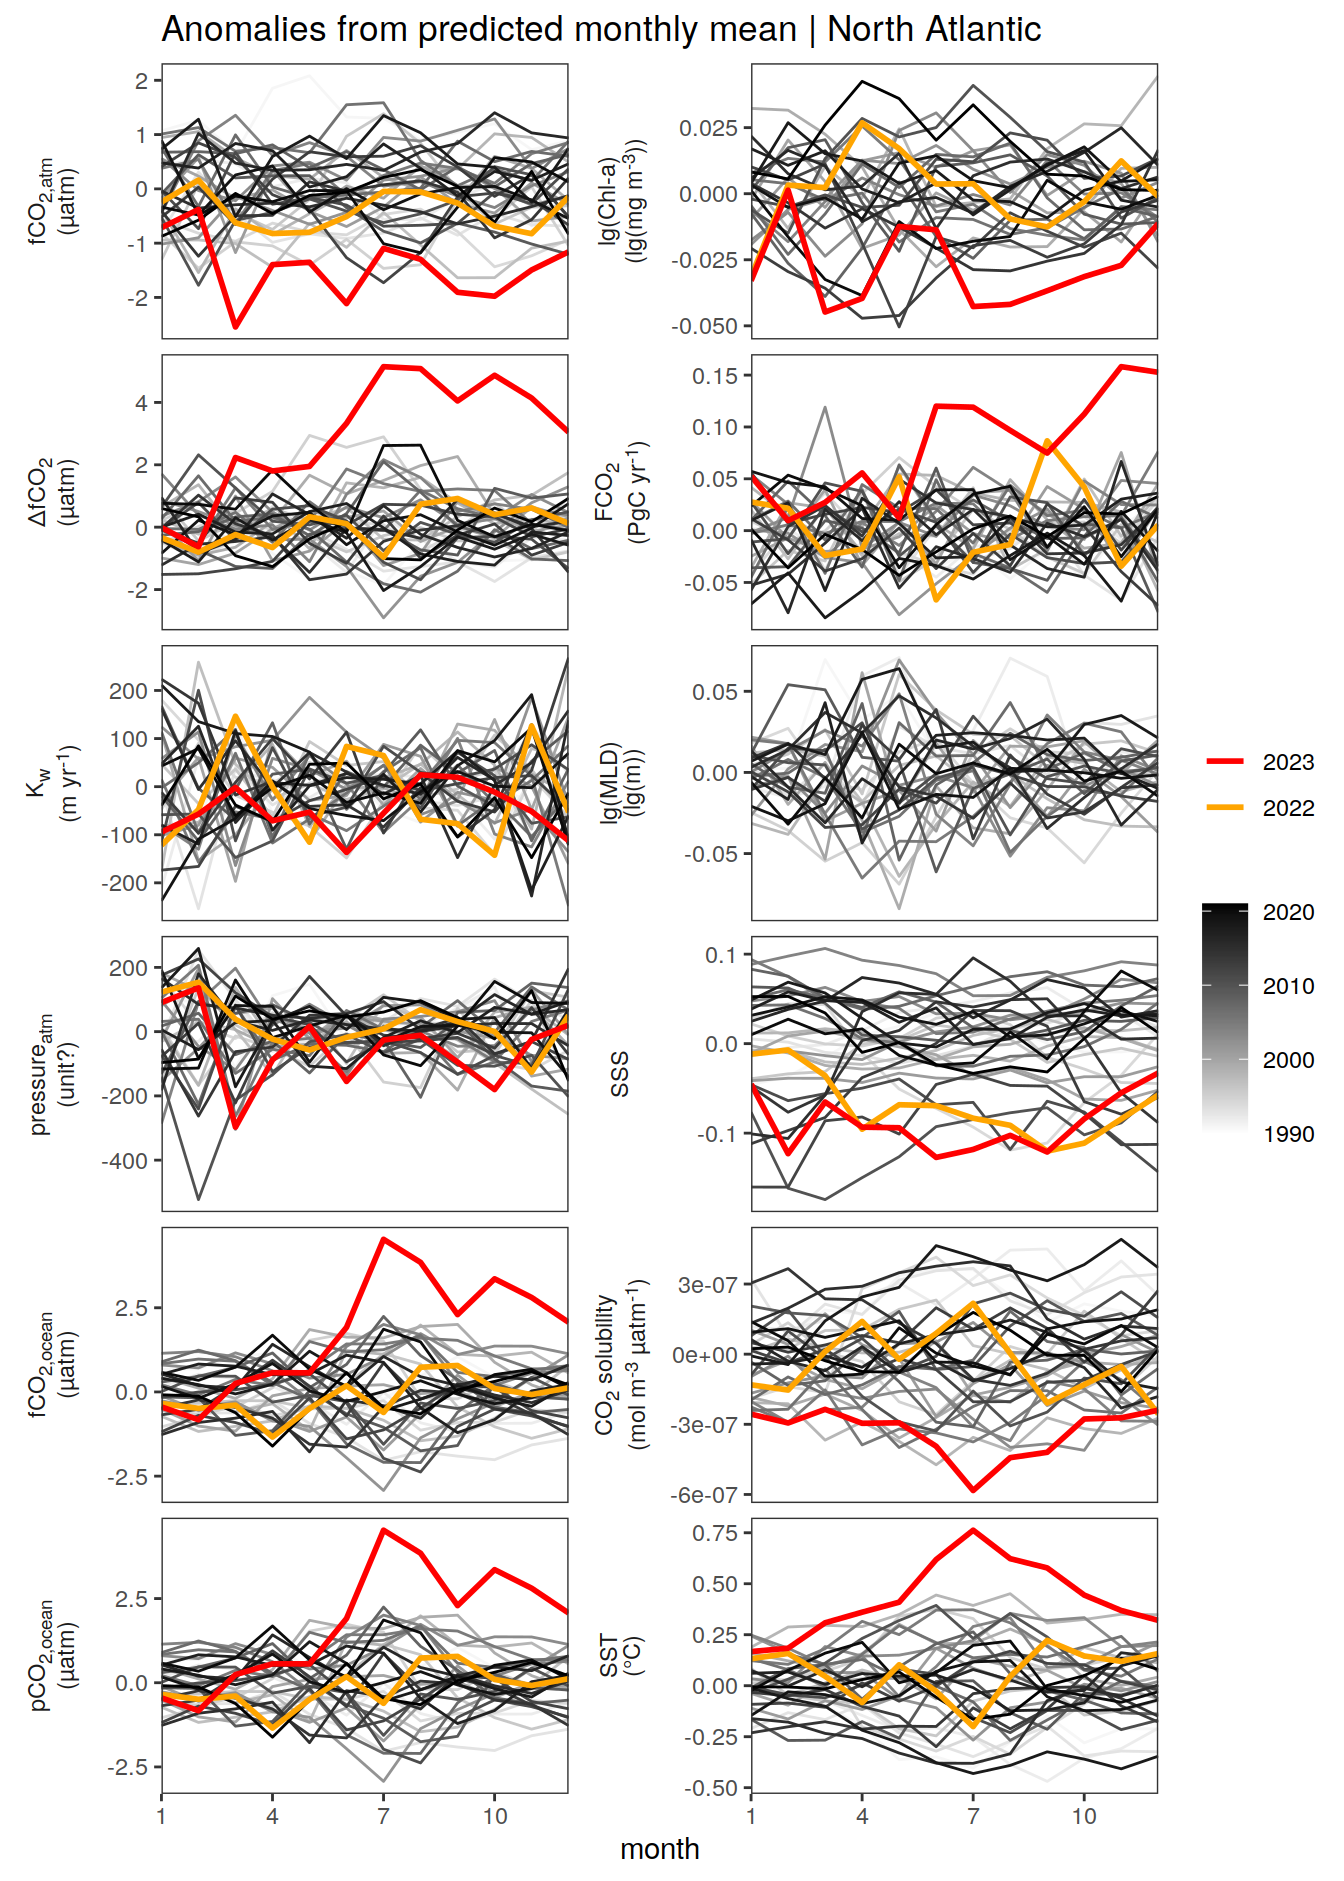 Anomalies from predicted monthly mean | North Atlantic
fCO2,atm
(µatm)
2
1
0
-1
-2
lg(Chl-a)
(lg(mg m-3))
0.025
0.000
-0.025
-0.050
ΔfCO2
(µatm)
4
2
0
-2
FCO2
(PgC yr-1)
0.15
0.10
0.05
0.00
-0.05
Kw
(m yr-1)
200
100
0
-100
-200
lg(MLD)
(lg(m))
0.05
0.00
-0.05
pressureatm
(unit?)
200
0
-200
-400
SSS
0.1
0.0
-0.1
fCO2,ocean
(µatm)
2.5
0.0
-2.5
CO2 solubility
(mol m-3 µatm-1)
3e-07
0e+00
-3e-07
-6e-07
pCO2,ocean
(µatm)
2.5
0.0
-2.5
SST
(°C)
0.75
0.50
0.25
0.00
-0.25
-0.50
1 4 7 10
1 4 7 10
month
2023
2022
2020
2010
2000
1990